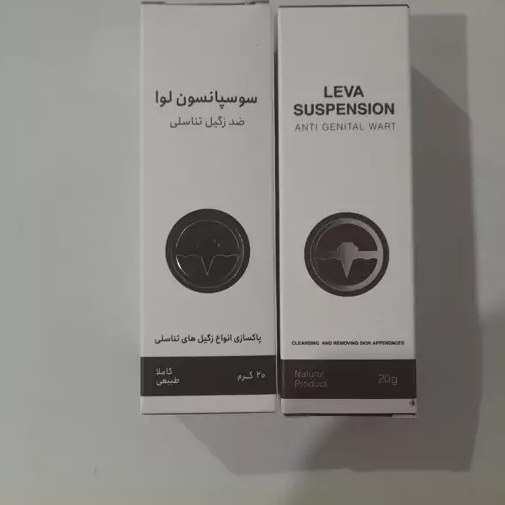 سوسپانسون لوا
ضد زگیل تناسلی
پاکسازی انواع زگیل های تناسلی
کاملا
طبیعی
۲۰ گرم
LEVA
SUSPENSION
ANTI GENITAL WART
CLEANSING AND REMOVING SKIN APPENDAGES
Natural
Product
20g